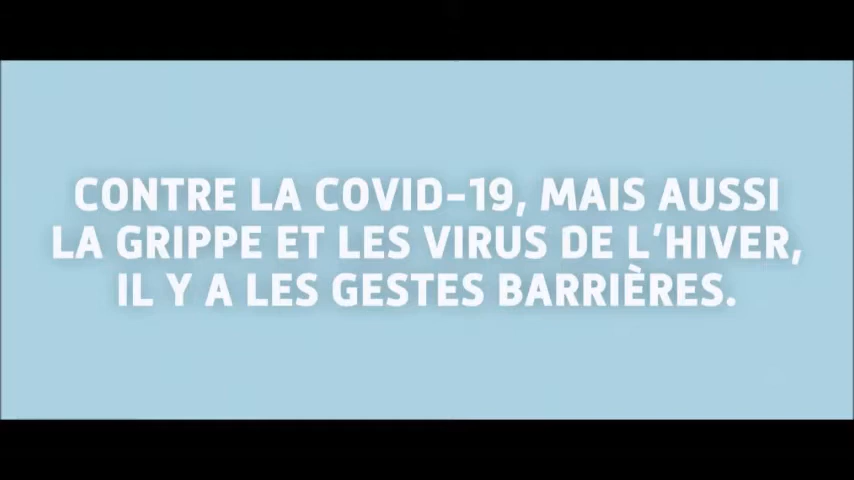 CONTRE LA COVID-19, MAIS AUSSI
LA GRIPPE ET LES VIRUS DE L'HIVER,
IL Y A LES GESTES BARRIÈRES.